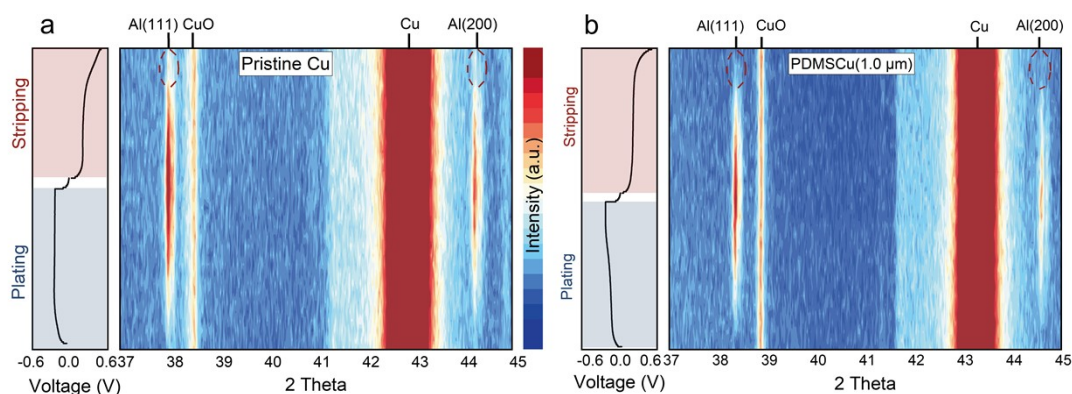 a
Al(111) CuO Cu Al(200)
Pristine Cu
Stripping
Plating
Intensity (a.u.)
-0.6 0.0 0.6
Voltage (V)
37 38 39 40 41 42 43 44 45
2 Theta
b
Al(111) CuO Cu Al(200)
PDMSCu(1.0 μm)
Stripping
Plating
-0.6 0.0 0.6
Voltage (V)
37 38 39 40 41 42 43 44 45
2 Theta